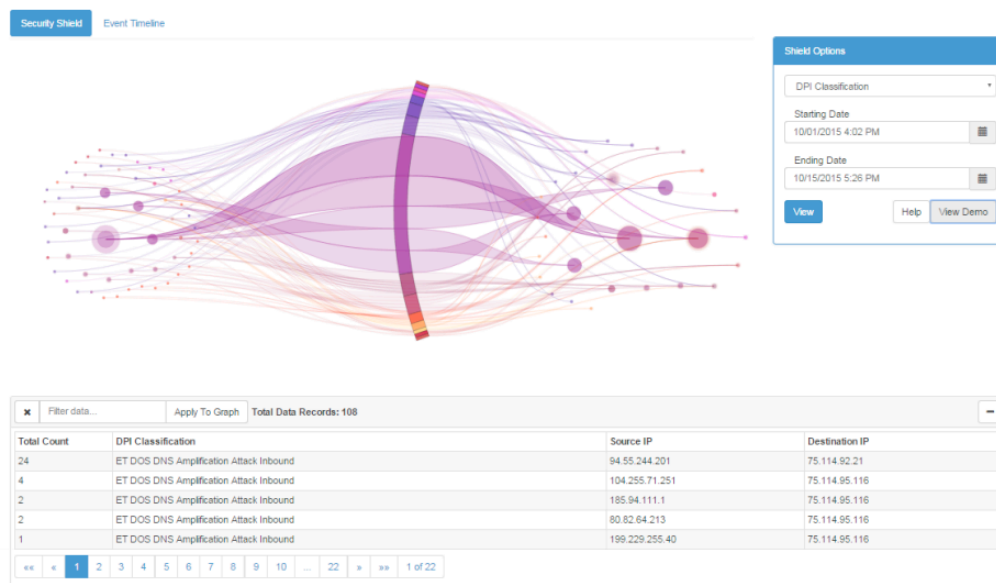 Security Shield Event Timeline
Shield Options
DPI Classification
Starting Date
10/01/2015 4:02 PM
Ending Date
10/15/2015 5:26 PM
View Help View Demo
× Filter data... Apply To Graph Total Data Records: 108 −
Total Count DPI Classification Source IP Destination IP
24 ET DOS DNS Amplification Attack Inbound 94.55.244.201 75.114.92.21
4 ET DOS DNS Amplification Attack Inbound 104.255.71.251 75.114.95.116
2 ET DOS DNS Amplification Attack Inbound 185.94.111.1 75.114.95.116
2 ET DOS DNS Amplification Attack Inbound 80.82.64.213 75.114.95.116
1 ET DOS DNS Amplification Attack Inbound 199.229.255.40 75.114.95.116
«« « 1 2 3 4 5 6 7 8 9 10 ... 22 » »» 1 of 22